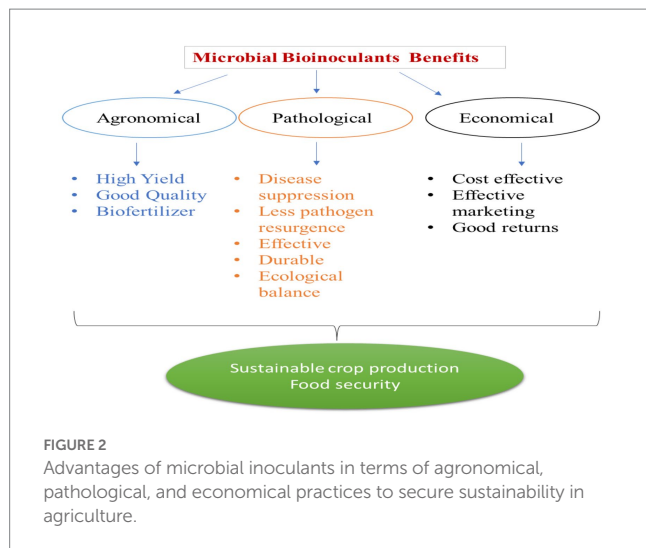 Microbial Bioinoculants Benefits
Agronomical
Pathological
Economical
• High Yield
• Good Quality
• Biofertilizer
• Disease
suppression
• Less pathogen
resurgence
• Effective
• Durable
• Ecological
balance
• Cost effective
• Effective
marketing
• Good returns
Sustainable crop production
Food security
FIGURE 2
Advantages of microbial inoculants in terms of agronomical,
pathological, and economical practices to secure sustainability in
agriculture.